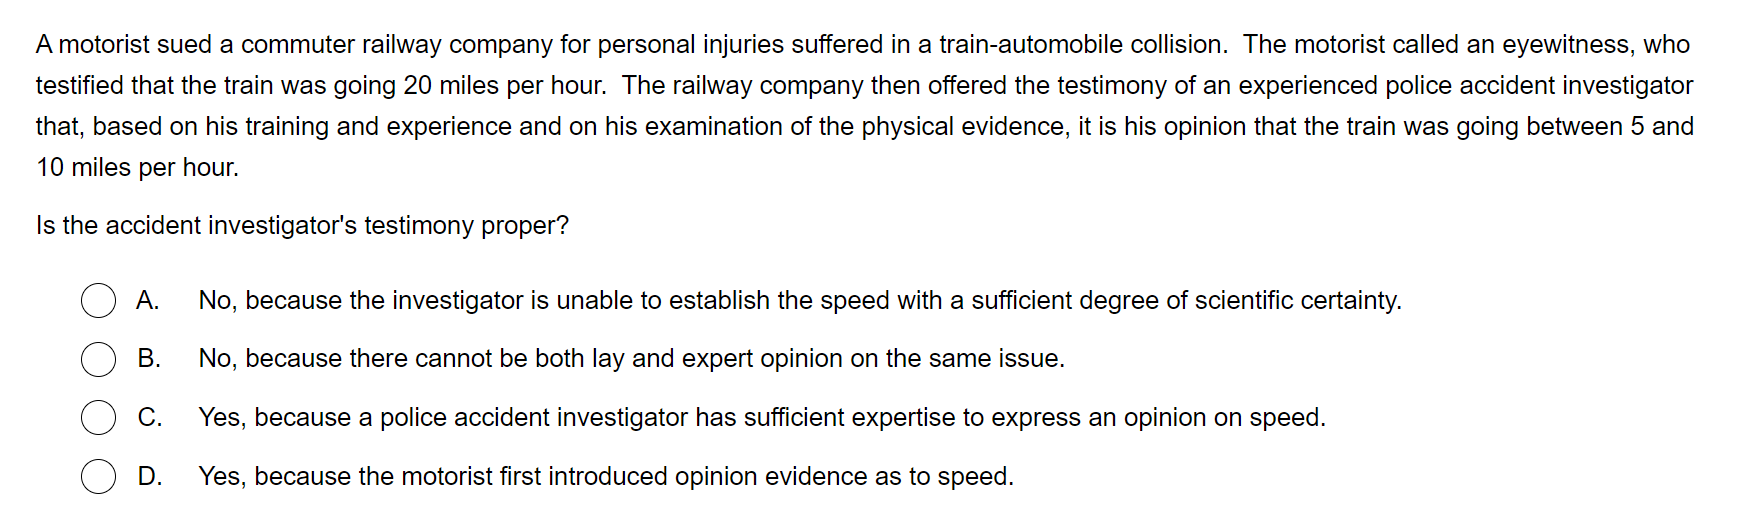 A motorist sued a commuter railway company for personal injuries suffered in a train-automobile collision.  The motorist called an eyewitness, who
testified that the train was going 20 miles per hour.  The railway company then offered the testimony of an experienced police accident investigator
that, based on his training and experience and on his examination of the physical evidence, it is his opinion that the train was going between 5 and
10 miles per hour.
Is the accident investigator's testimony proper?
A. No, because the investigator is unable to establish the speed with a sufficient degree of scientific certainty.
B. No, because there cannot be both lay and expert opinion on the same issue.
C. Yes, because a police accident investigator has sufficient expertise to express an opinion on speed.
D. Yes, because the motorist first introduced opinion evidence as to speed.